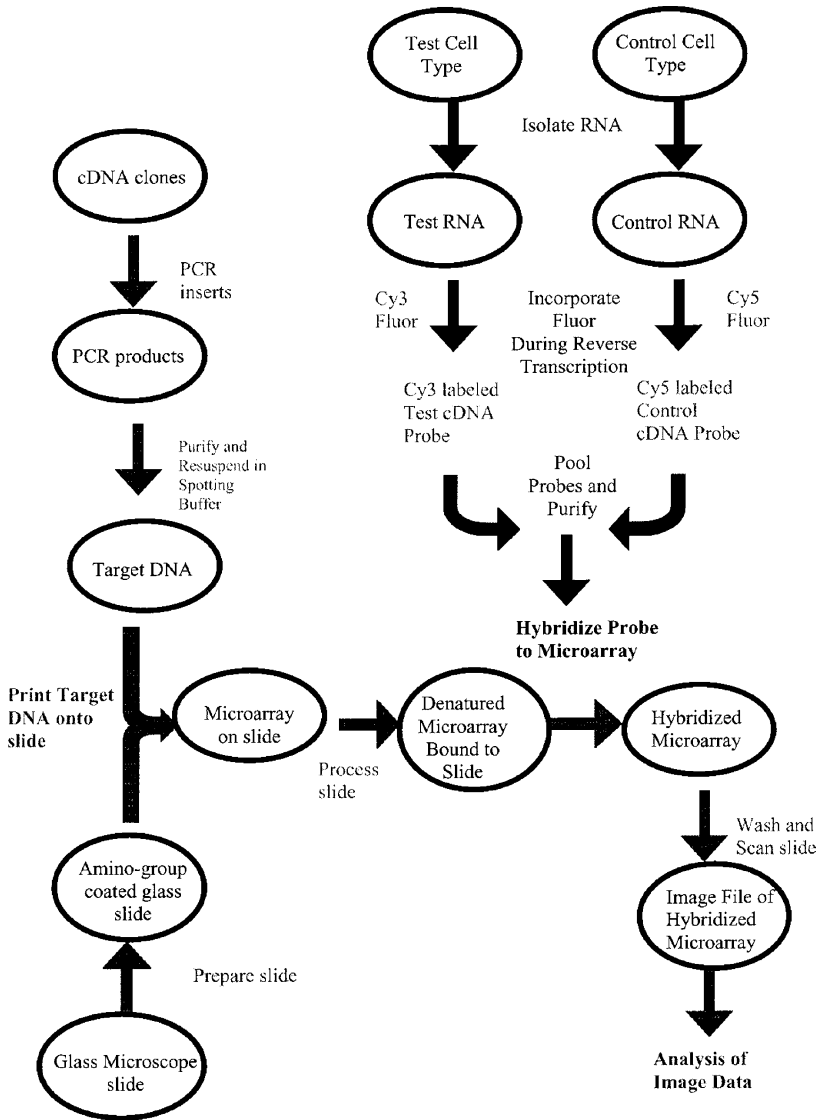 Test Cell
Type
Control Cell
Type
Isolate RNA
cDNA clones
Test RNA
Control RNA
PCR
inserts
Cy3
Fluor
Incorporate
Fluor
During Reverse
Transcription
Cy5
Fluor
PCR products
Cy3 labeled
Test cDNA
Probe
Cy5 labeled
Control
cDNA Probe
Purify and
Resuspend in
Spotting
Buffer
Pool
Probes and
Purify
Target DNA
Hybridize Probe
to Microarray
Print Target
DNA onto
slide
Microarray
on slide
Process
slide
Denatured
Microarray
Bound to
Slide
Hybridized
Microarray
Wash and
Scan slide
Amino-group
coated glass
slide
Image File of
Hybridized
Microarray
Prepare slide
Glass Microscope
slide
Analysis of
Image Data